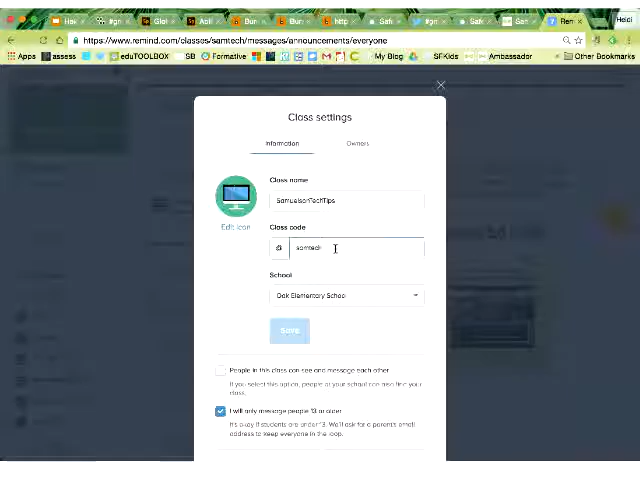 Heidi
https://www.remind.com/classes/samtech/messages/announcements/everyone
Apps assess eduTOOLBOX SB Formative My Blog SFKids Ambassador Other Bookmarks
Class settings
Information Owners
Class name
SamuelsonTechTips
Edit icon
Class code
@ samtech
School
Oak Elementary School
Save
People in this class can see and message each other
If you select this option, people at your school can also find your
class.
I will only message people 13 or older
It's okay if students are under 13. We'll ask for a parent's email
address to keep everyone in the loop.